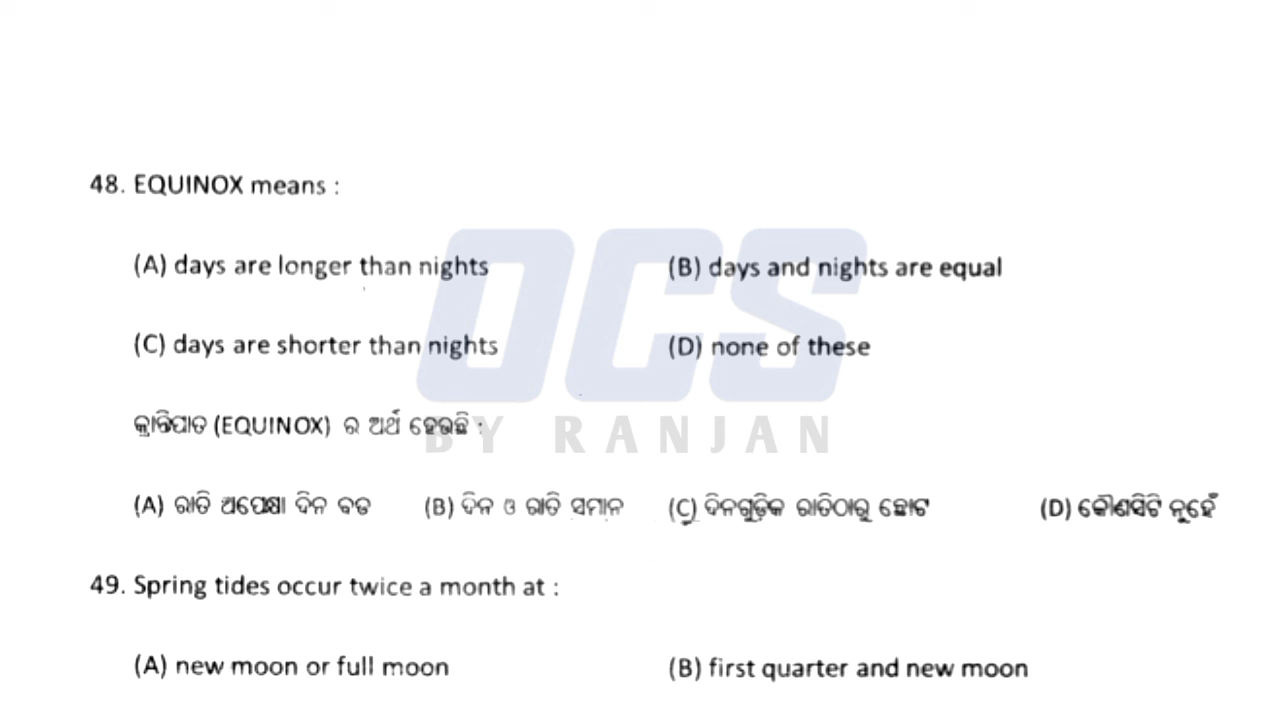 48. EQUINOX means :
(A) days are longer than nights (B) days and nights are equal
(C) days are shorter than nights (D) none of these
OCS
BY RANJAN
କ୍ରାନ୍ତିପାତ (EQUINOX) ର ଅର୍ଥ ହେଉଛି :
(A) ରାତି ଅପେକ୍ଷା ଦିନ ବଡ (B) ଦିନ ଓ ରାତି ସମାନ (C) ଦିନଗୁଡ଼ିକ ରାତିଠାରୁ ଛୋଟ (D) କୌଣସିଟି ନୁହେଁ
49. Spring tides occur twice a month at :
(A) new moon or full moon (B) first quarter and new moon